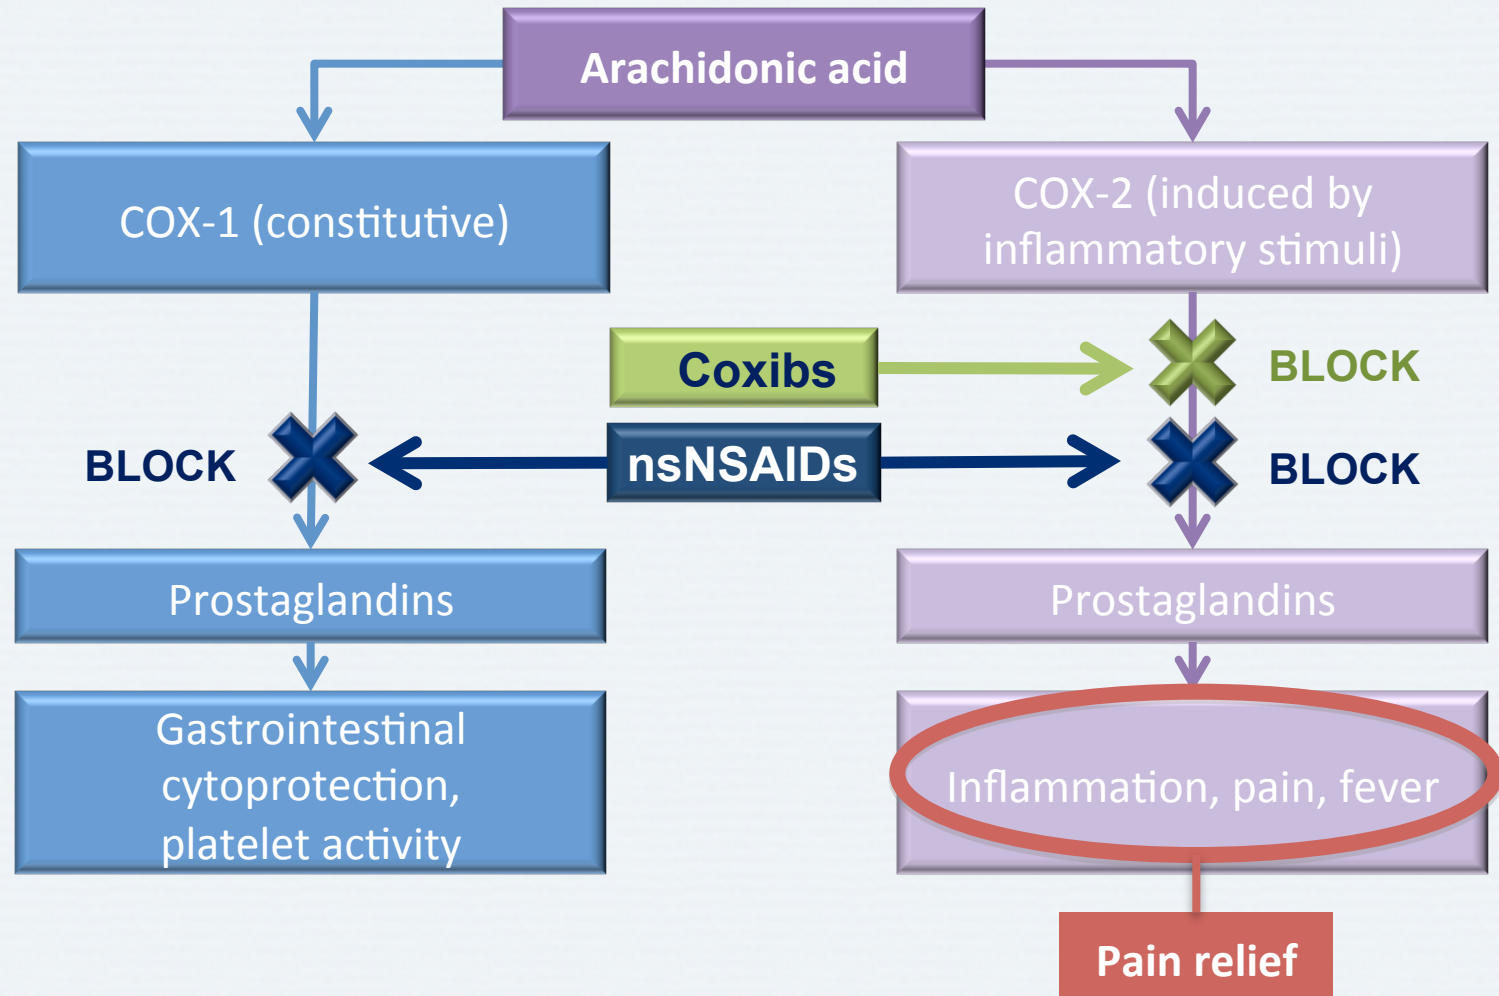 Arachidonic acid
COX-1 (constitutive)
COX-2 (induced by
inflammatory stimuli)
Coxibs
BLOCK
BLOCK
nsNSAIDs
BLOCK
Prostaglandins
Prostaglandins
Gastrointestinal
cytoprotection,
platelet activity
Inflammation, pain, fever
Pain relief